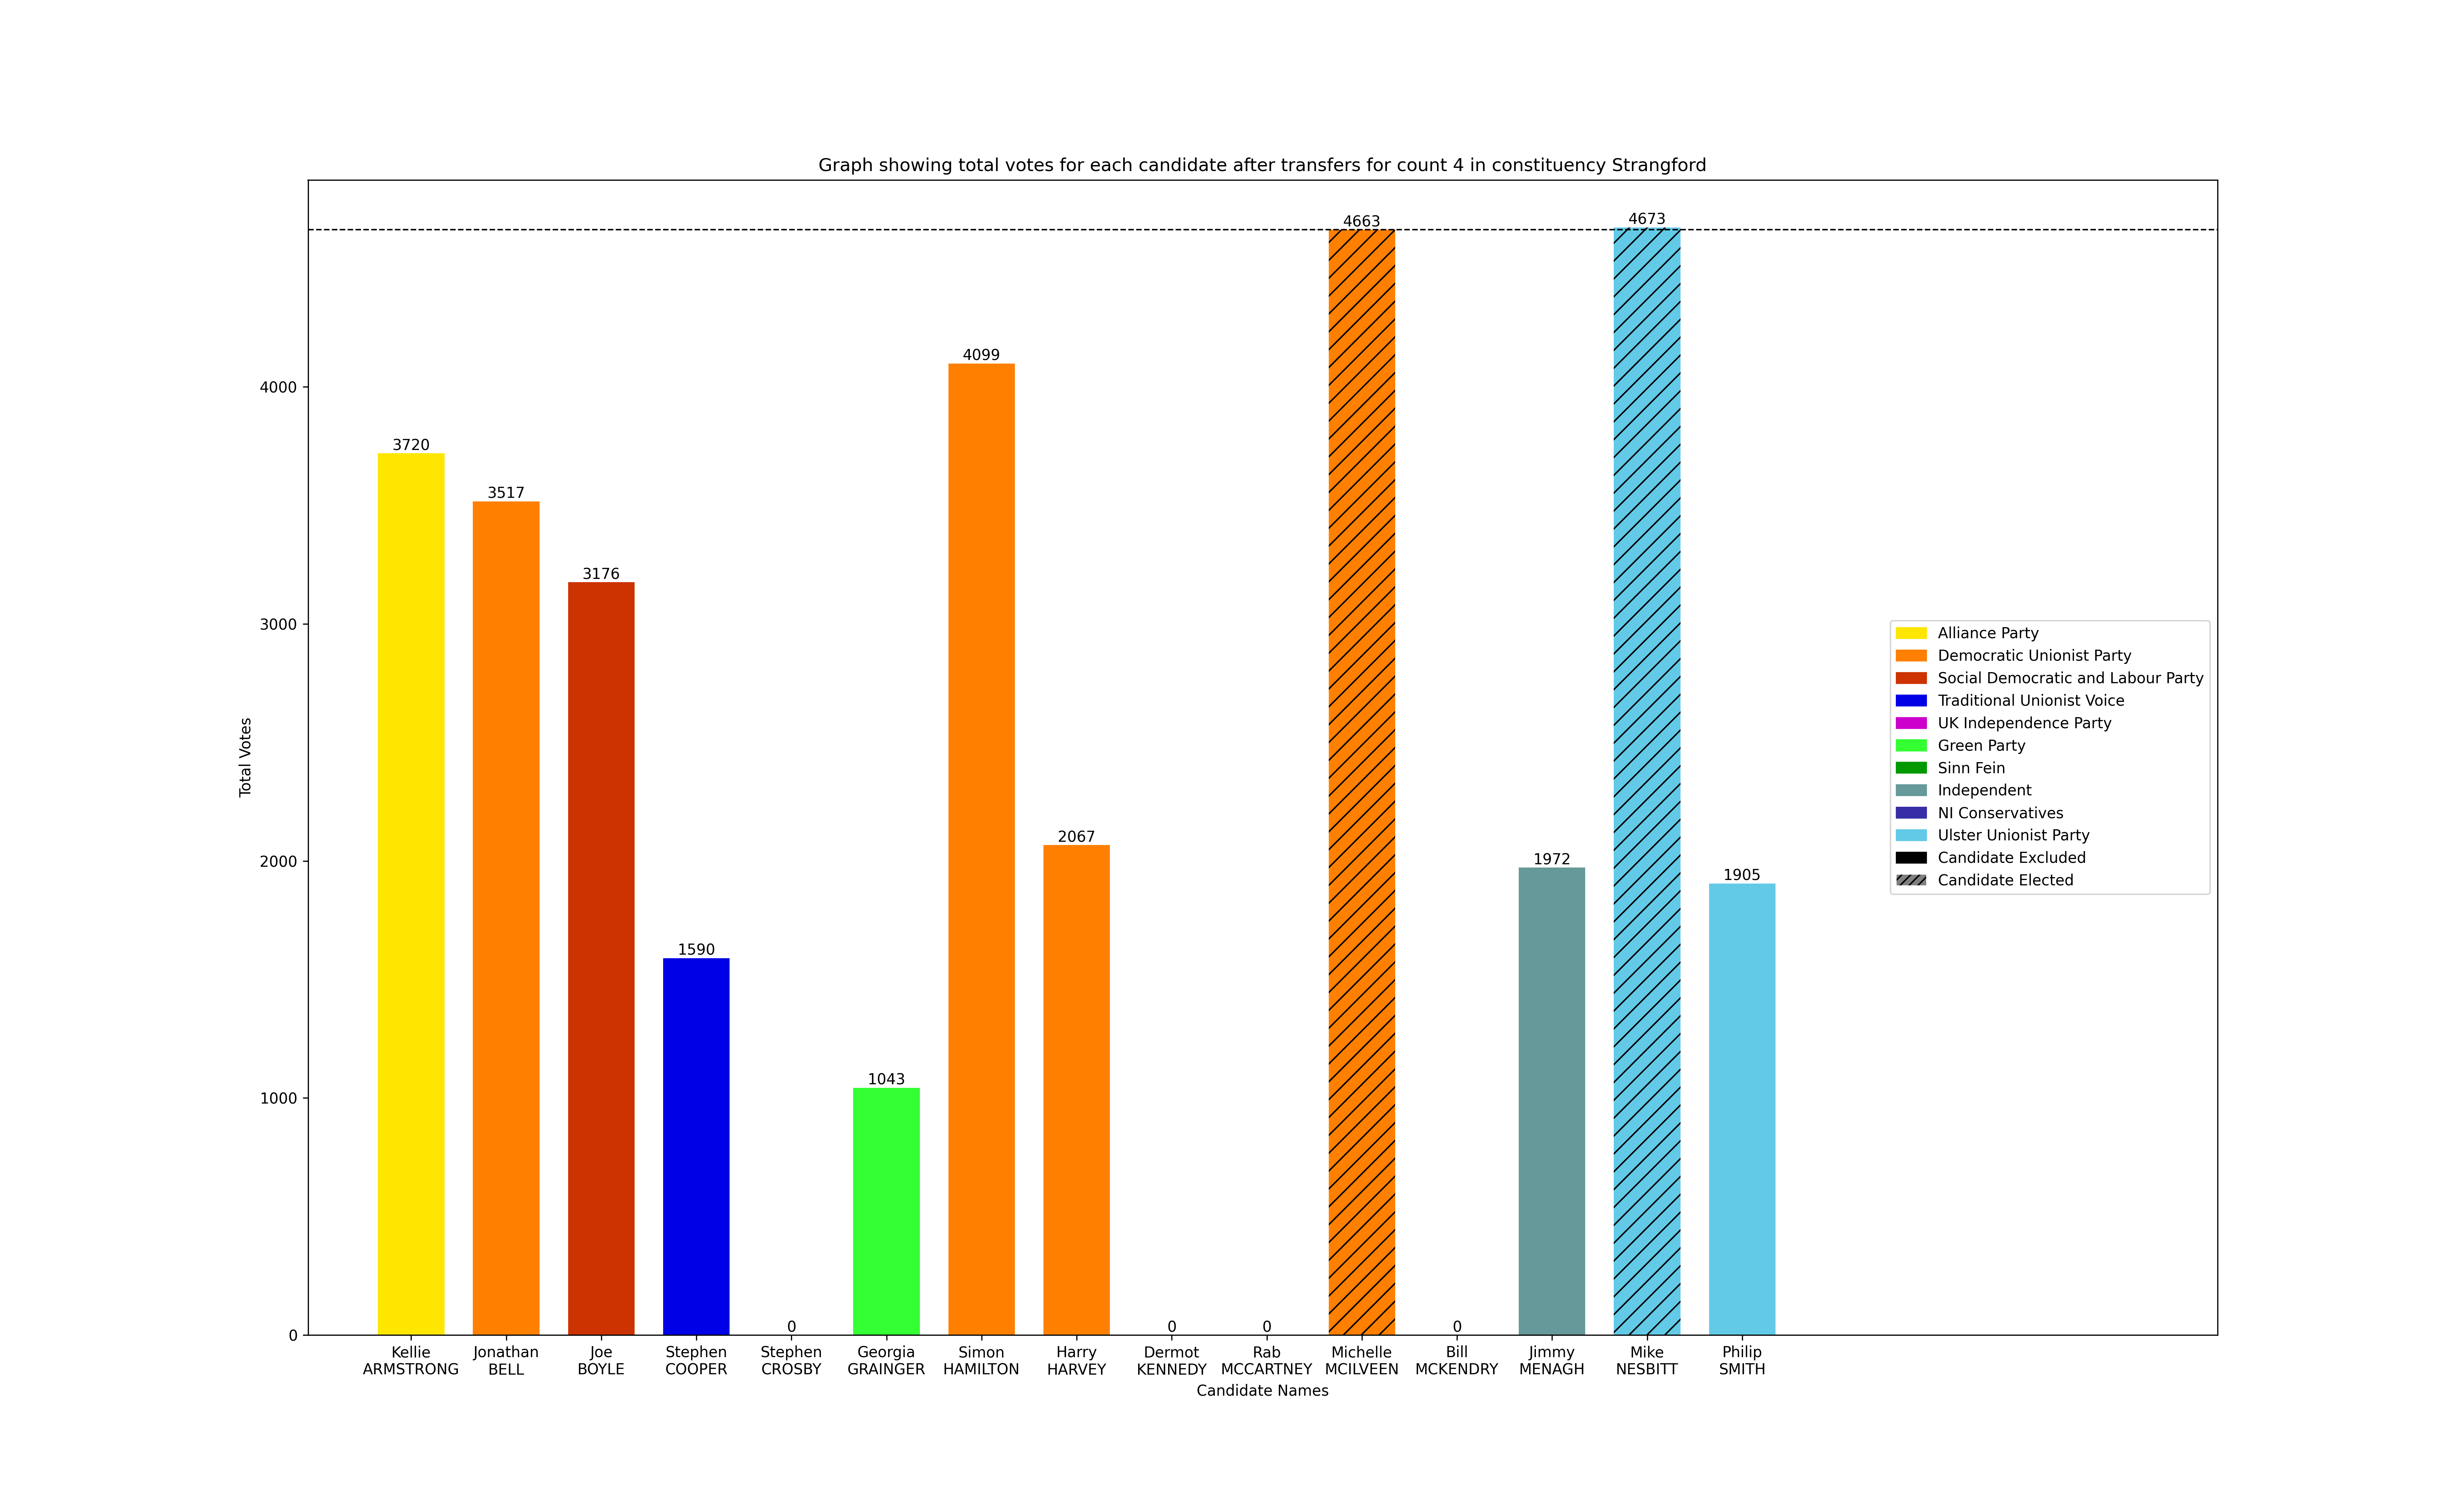 Graph showing total votes for each candidate after transfers for count 4 in constituency Strangford
Total Votes
4000
3000
2000
1000
0
3720
3517
3176
1590
0
1043
4099
2067
0
0
4663
0
1972
4673
1905
Kellie
ARMSTRONG
Jonathan
BELL
Joe
BOYLE
Stephen
COOPER
Stephen
CROSBY
Georgia
GRAINGER
Simon
HAMILTON
Harry
HARVEY
Dermot
KENNEDY
Rab
MCCARTNEY
Michelle
MCILVEEN
Bill
MCKENDRY
Jimmy
MENAGH
Mike
NESBITT
Philip
SMITH
Candidate Names
Alliance Party
Democratic Unionist Party
Social Democratic and Labour Party
Traditional Unionist Voice
UK Independence Party
Green Party
Sinn Fein
Independent
NI Conservatives
Ulster Unionist Party
Candidate Excluded
Candidate Elected